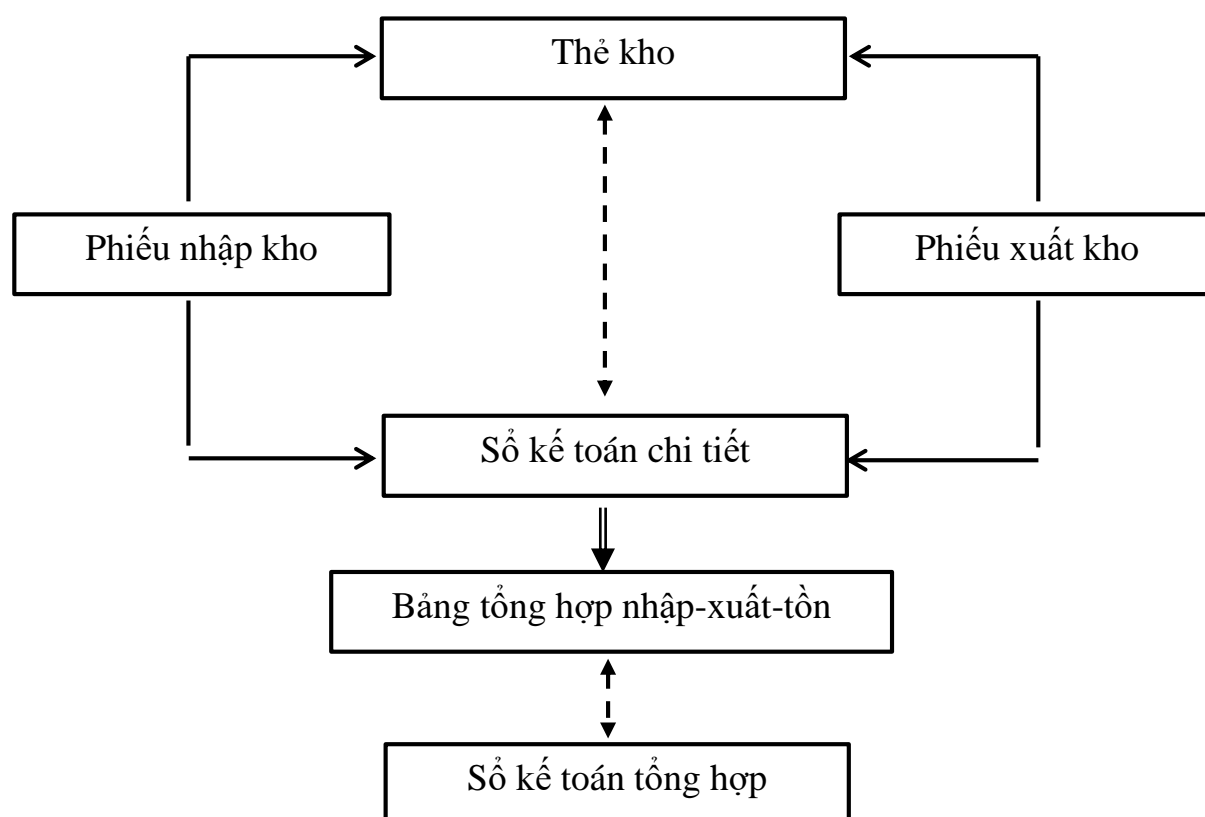 Thẻ kho
Phiếu nhập kho
Phiếu xuất kho
Sổ kế toán chi tiết
Bảng tổng hợp nhập-xuất-tồn
Sổ kế toán tổng hợp